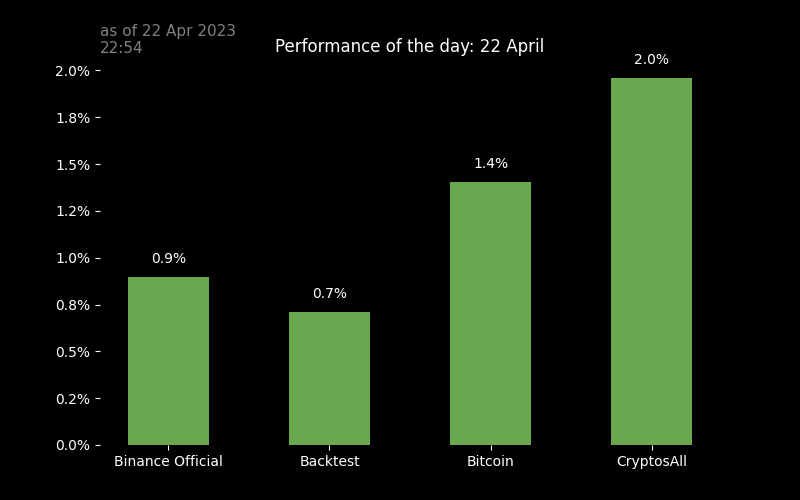 as of 22 Apr 2023
22:54
Performance of the day: 22 April
2.0%
1.8%
1.5%
1.2%
1.0%
0.8%
0.5%
0.2%
0.0%
0.9%
0.7%
1.4%
2.0%
Binance Official
Backtest
Bitcoin
CryptosAll